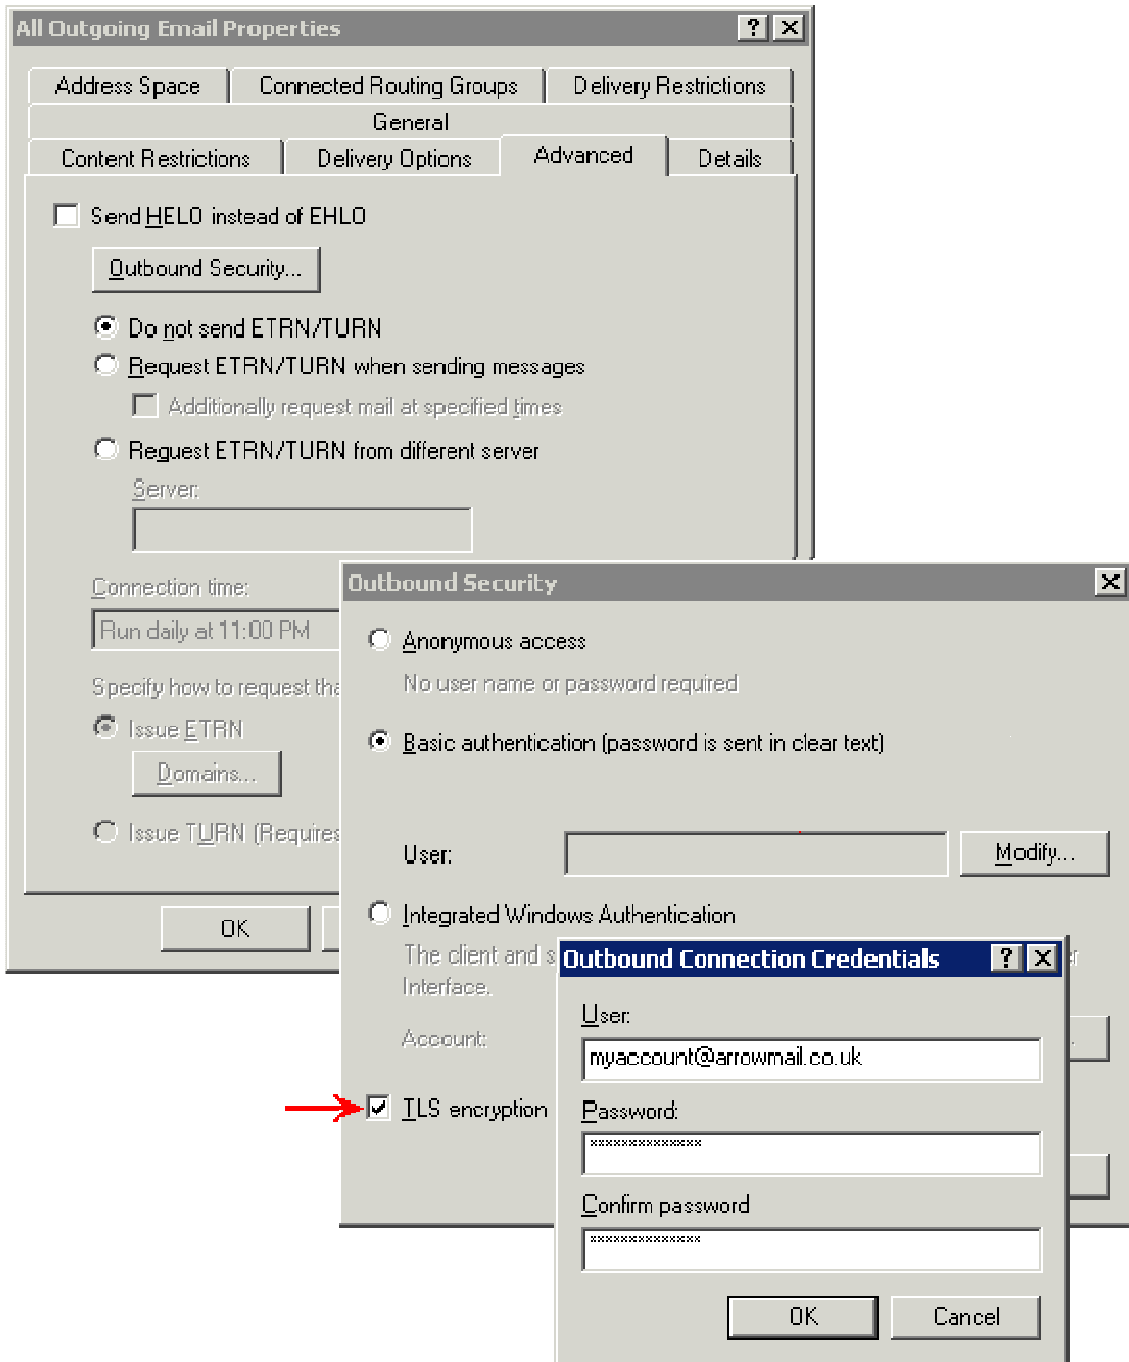 All Outgoing Email Properties
Address Space
Connected Routing Groups
Delivery Restrictions
General
Content Restrictions
Delivery Options
Advanced
Details
Send HELO instead of EHLO
Outbound Security...
Do not send ETRN/TURN
Request ETRN/TURN when sending messages
Additionally request mail at specified times
Request ETRN/TURN from different server
Server:
Connection time:
Run daily at 11:00 PM
Specify how to request tha
Issue ETRN
Domains...
Issue TURN (Requires
OK
Outbound Security
Anonymous access
No user name or password required
Basic authentication (password is sent in clear text)
User:
Modify...
Integrated Windows Authentication
The client and s
Interface.
Account:
TLS encryption
Outbound Connection Credentials
User:
myaccount@arrowmail.co.uk
Password:
××××××××××××××
Confirm password
××××××××××××××
OK
Cancel